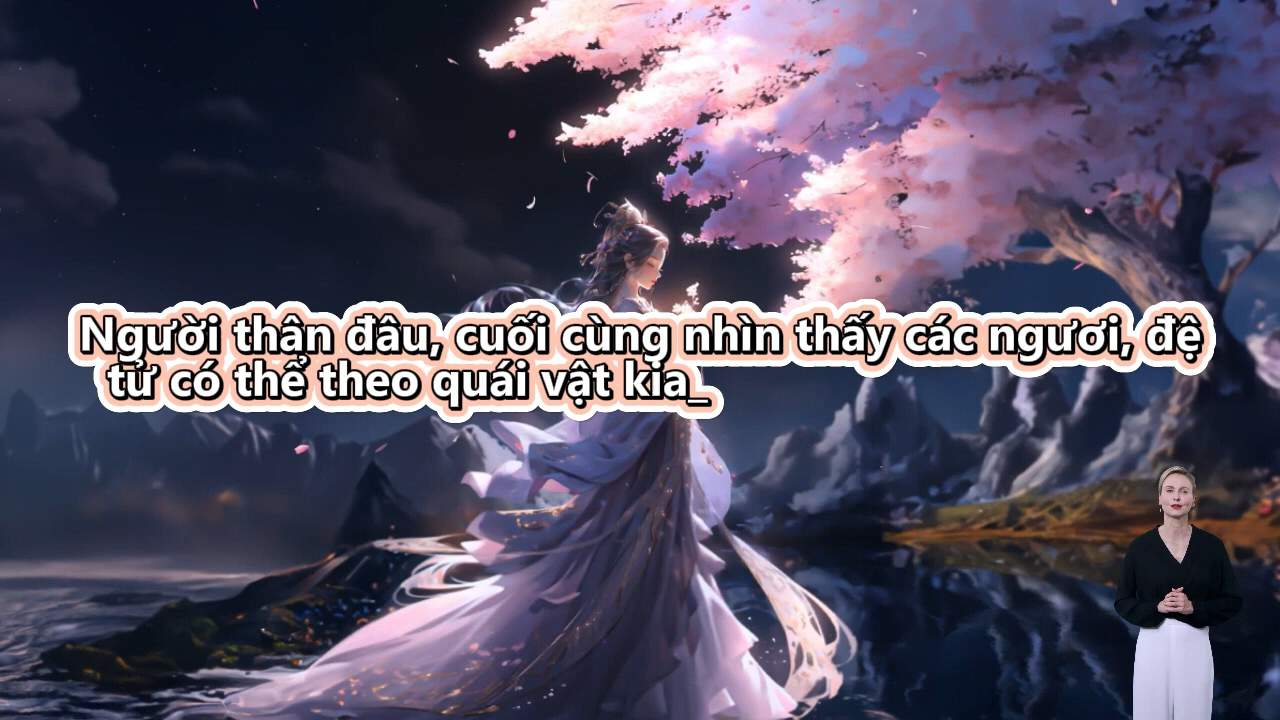 Người thân đâu, cuối cùng nhìn thấy các ngươi, đệ
tử có thể theo quái vật kia_